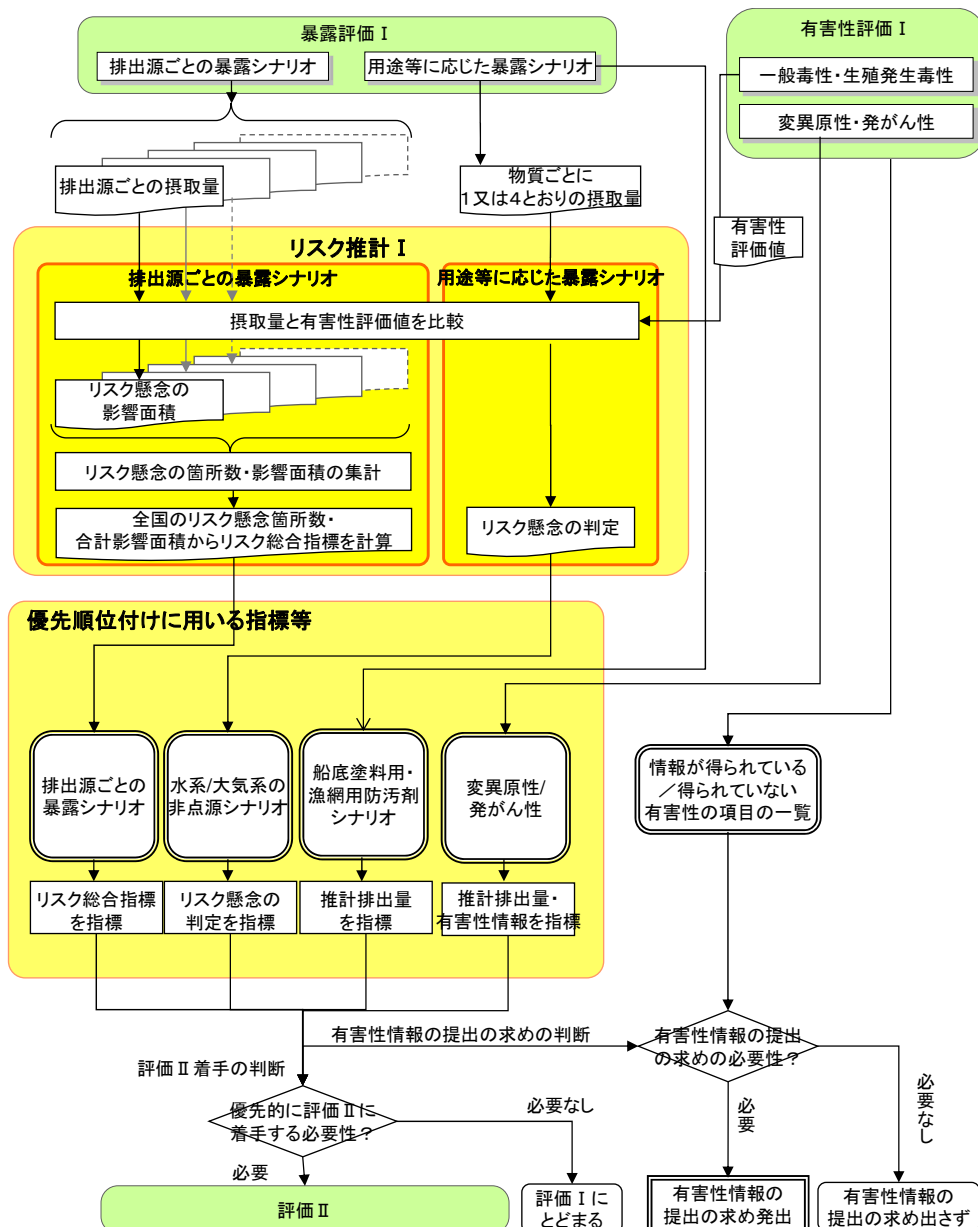 暴露評価Ⅰ
排出源ごとの暴露シナリオ
用途等に応じた暴露シナリオ
有害性評価Ⅰ
一般毒性・生殖発生毒性
変異原性・発がん性
排出源ごとの摂取量
物質ごとに
１又は４とおりの摂取量
有害性
評価値
リスク推計Ⅰ
排出源ごとの暴露シナリオ
用途等に応じた暴露シナリオ
摂取量と有害性評価値を比較
リスク懸念の
影響面積
リスク懸念の箇所数・影響面積の集計
全国のリスク懸念箇所数・
合計影響面積からリスク総合指標を計算
リスク懸念の判定
優先順位付けに用いる指標等
排出源ごとの
暴露シナリオ
水系/大気系の
非点源シナリオ
船底塗料用・
漁網用防汚剤
シナリオ
変異原性/
発がん性
情報が得られている
／得られていない
有害性の項目の一覧
リスク総合指標
を指標
リスク懸念の
判定を指標
推計排出量
を指標
推計排出量・
有害性情報を指標
有害性情報の提出の求めの判断
有害性情報の提出
の求めの必要性？
評価Ⅱ着手の判断
優先的に評価Ⅱに
着手する必要性？
必要なし
必要
必要なし
必要
評価Ⅱ
評価Ⅰに
とどまる
有害性情報の
提出の求め発出
有害性情報の
提出の求め出さず